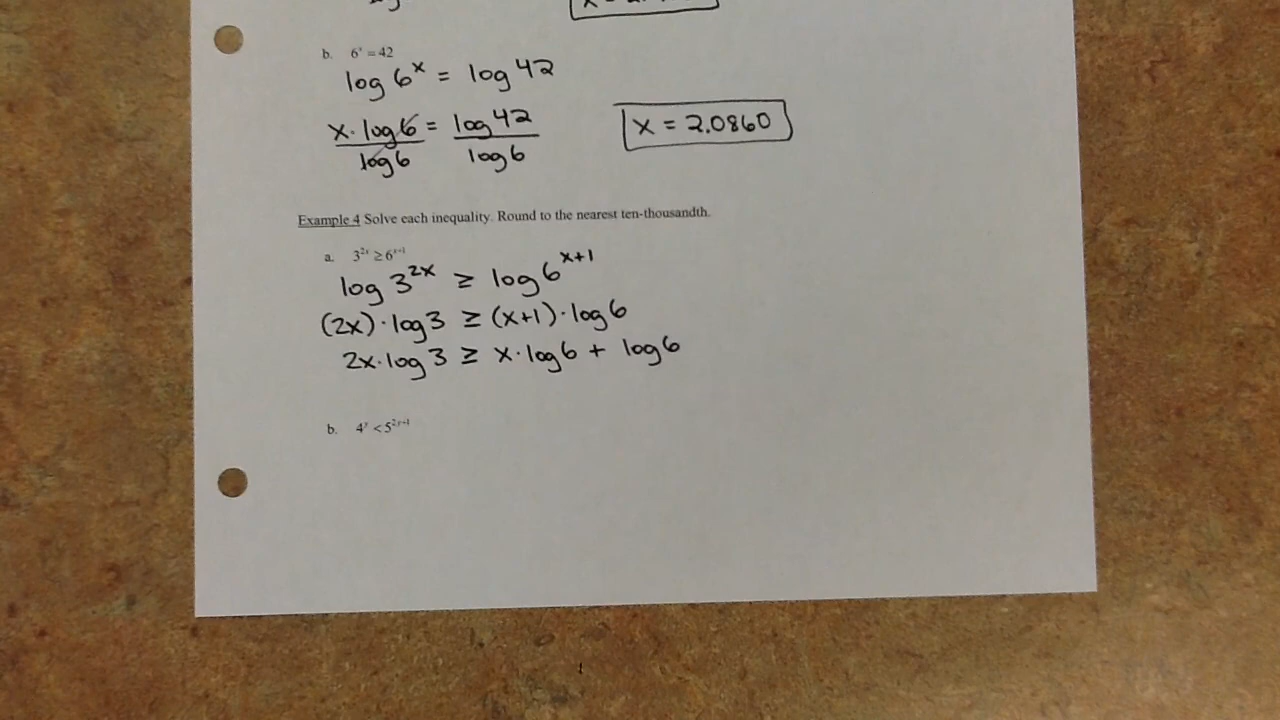 b. 6ˣ = 42
log 6ˣ = log 42
x · log 6 = log 42 x = 2.0860
log 6 log 6
Example 4 Solve each inequality. Round to the nearest ten-thousandth.
a. 3²ˣ ≥ 6ˣ⁺¹
log 3²ˣ ≥ log 6ˣ⁺¹
(2x) · log 3 ≥ (x+1) · log 6
2x · log 3 ≥ x · log 6 + log 6
b. 4ʸ < 5²ʸ⁺¹